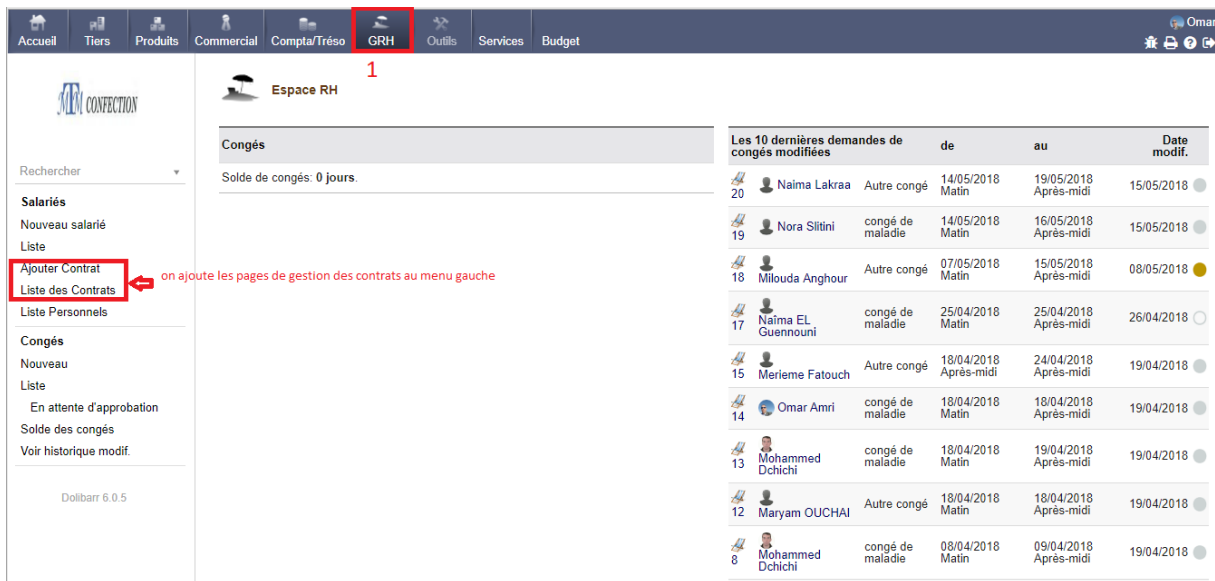 Accueil Tiers Produits Commercial Compta/Tréso GRH Outils Services Budget Omar
1
MTM CONFECTION
Espace RH
Rechercher
Salariés
Nouveau salarié
Liste
Ajouter Contrat
Liste des Contrats
Liste Personnels
Congés
Nouveau
Liste
En attente d'approbation
Solde des congés
Voir historique modif.
Dolibarr 6.0.5
on ajoute les pages de gestion des contrats au menu gauche
Congés
Solde de congés: 0 jours.
Les 10 dernières demandes de congés modifiées de au Date modif.
20 Naima Lakraa Autre congé 14/05/2018 Matin 19/05/2018 Après-midi 15/05/2018
19 Nora Slitini congé de maladie 14/05/2018 Matin 16/05/2018 Après-midi 15/05/2018
18 Milouda Anghour Autre congé 07/05/2018 Matin 15/05/2018 Après-midi 08/05/2018
17 Naîma EL Guennouni congé de maladie 25/04/2018 Matin 25/04/2018 Après-midi 26/04/2018
15 Merieme Fatouch Autre congé 18/04/2018 Après-midi 24/04/2018 Après-midi 19/04/2018
14 Omar Amri congé de maladie 18/04/2018 Matin 18/04/2018 Après-midi 19/04/2018
13 Mohammed Dchichi congé de maladie 18/04/2018 Matin 19/04/2018 Après-midi 19/04/2018
12 Maryam OUCHAI Autre congé 18/04/2018 Matin 18/04/2018 Après-midi 19/04/2018
8 Mohammed Dchichi congé de maladie 08/04/2018 Matin 09/04/2018 Après-midi 19/04/2018